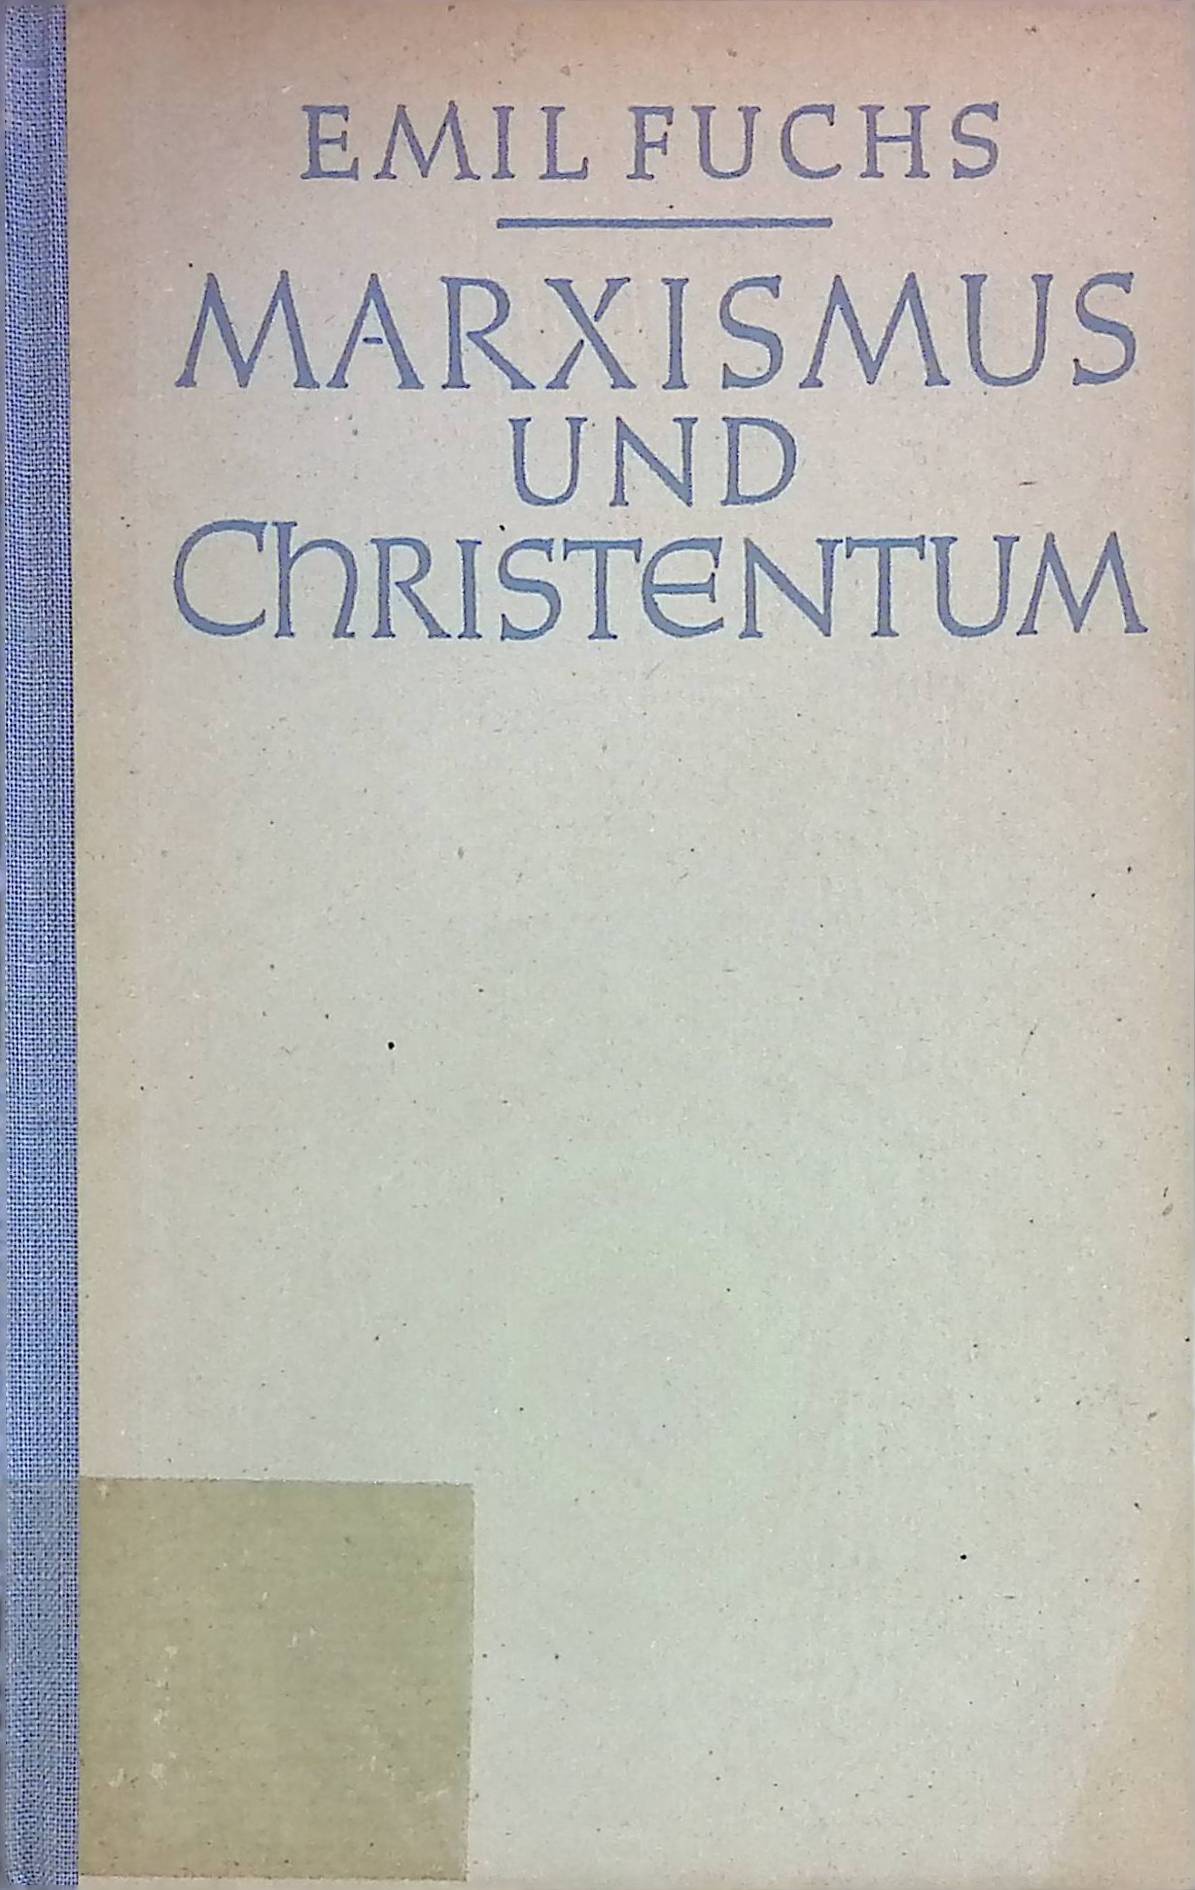 EMIL FUCHS
MARXISMUS
UND
ChRISTENTUM